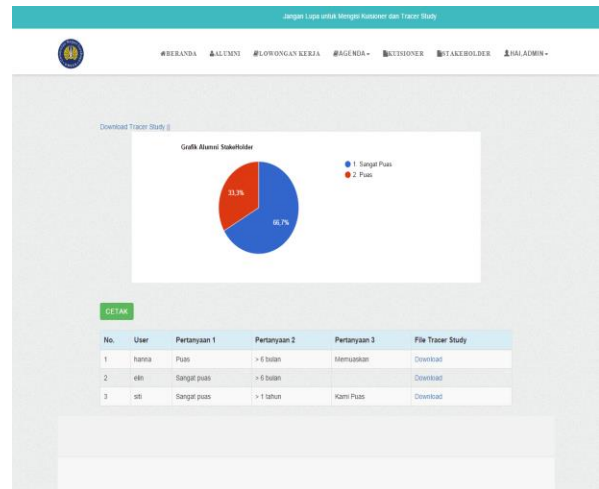 Jangan Lupa untuk Mengisi Kuisioner dan Tracer Study
BERANDA ALUMNI LOWONGAN KERJA AGENDA KUISIONER STAKEHOLDER HAI, ADMIN
Download Tracer Study ||
Grafik Alumni StakeHolder
1. Sangat Puas
2. Puas
33,3%
66,7%
CETAK
No. User Pertanyaan 1 Pertanyaan 2 Pertanyaan 3 File Tracer Study
1 hanna Puas > 6 bulan Memuaskan Download
2 elin Sangat puas > 6 bulan Download
3 siti Sangat puas > 1 tahun Kami Puas Download